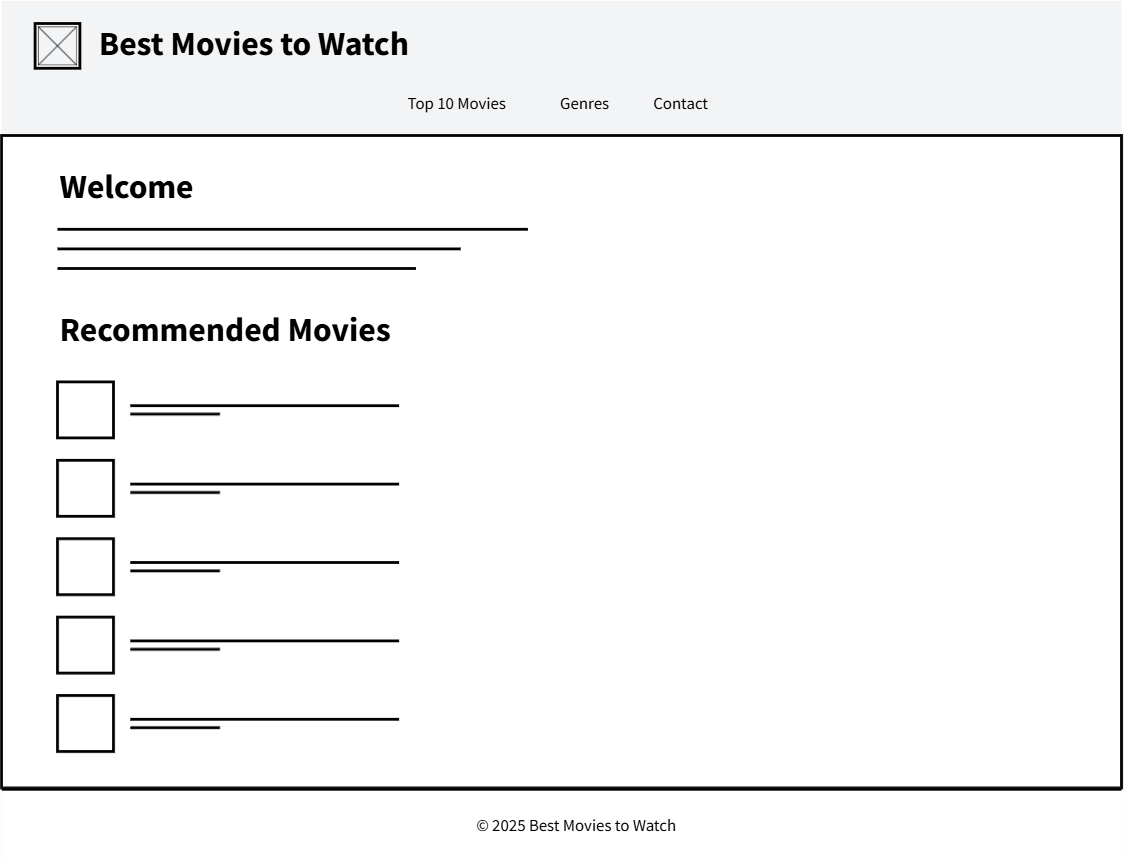 Best Movies to Watch
Top 10 Movies Genres Contact
Welcome
Recommended Movies
© 2025 Best Movies to Watch